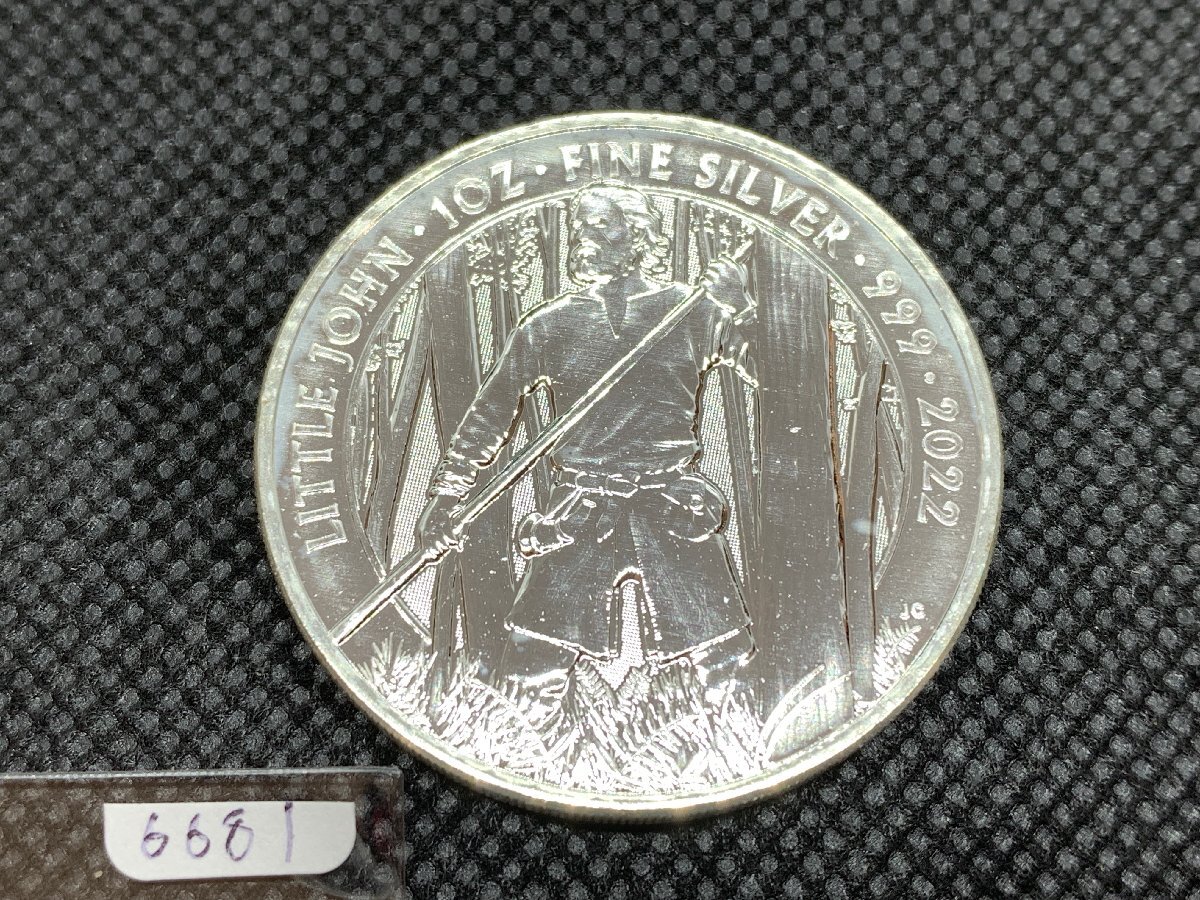 LITTLE JOHN · 1OZ · FINE SILVER · 999 · 2022
JC
6681